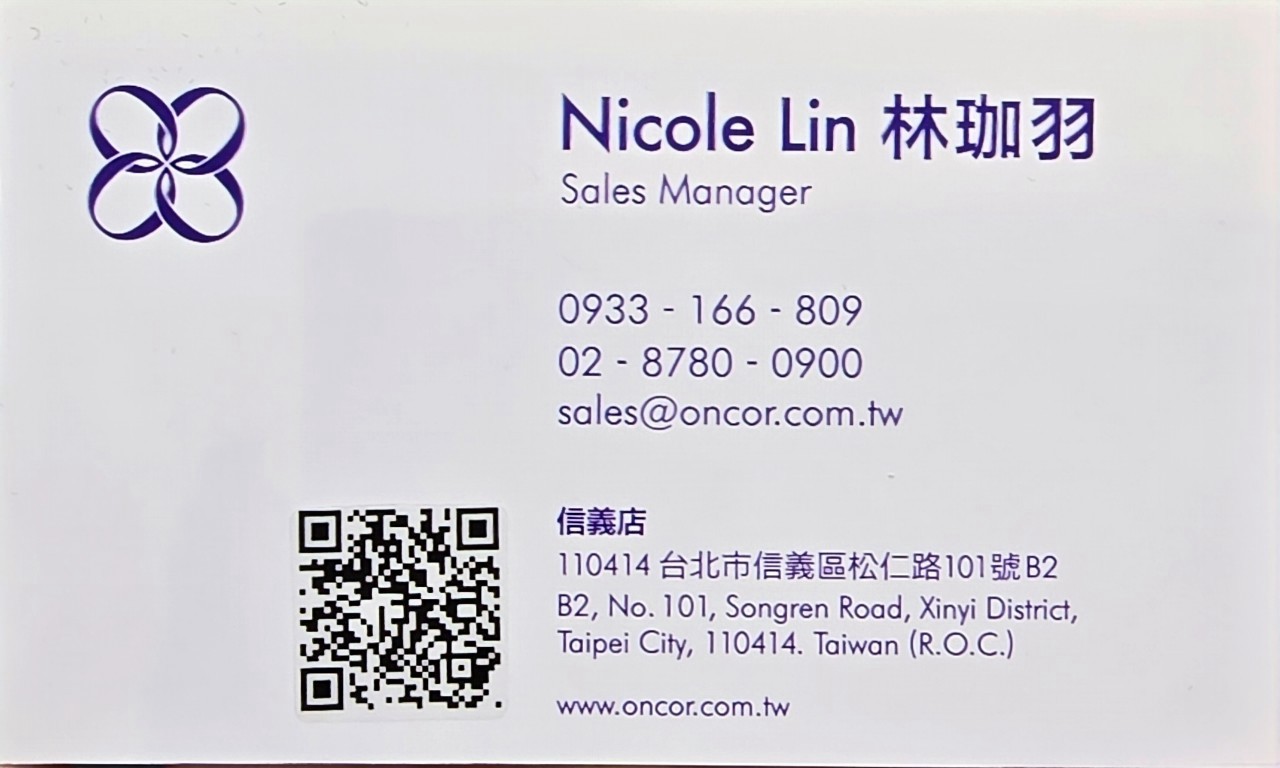 Nicole Lin 林珈羽
Sales Manager
0933 - 166 - 809
02 - 8780 - 0900
sales@oncor.com.tw
信義店
110414 台北市信義區松仁路101號B2
B2, No. 101, Songren Road, Xinyi District,
Taipei City, 110414. Taiwan (R.O.C.)
www.oncor.com.tw